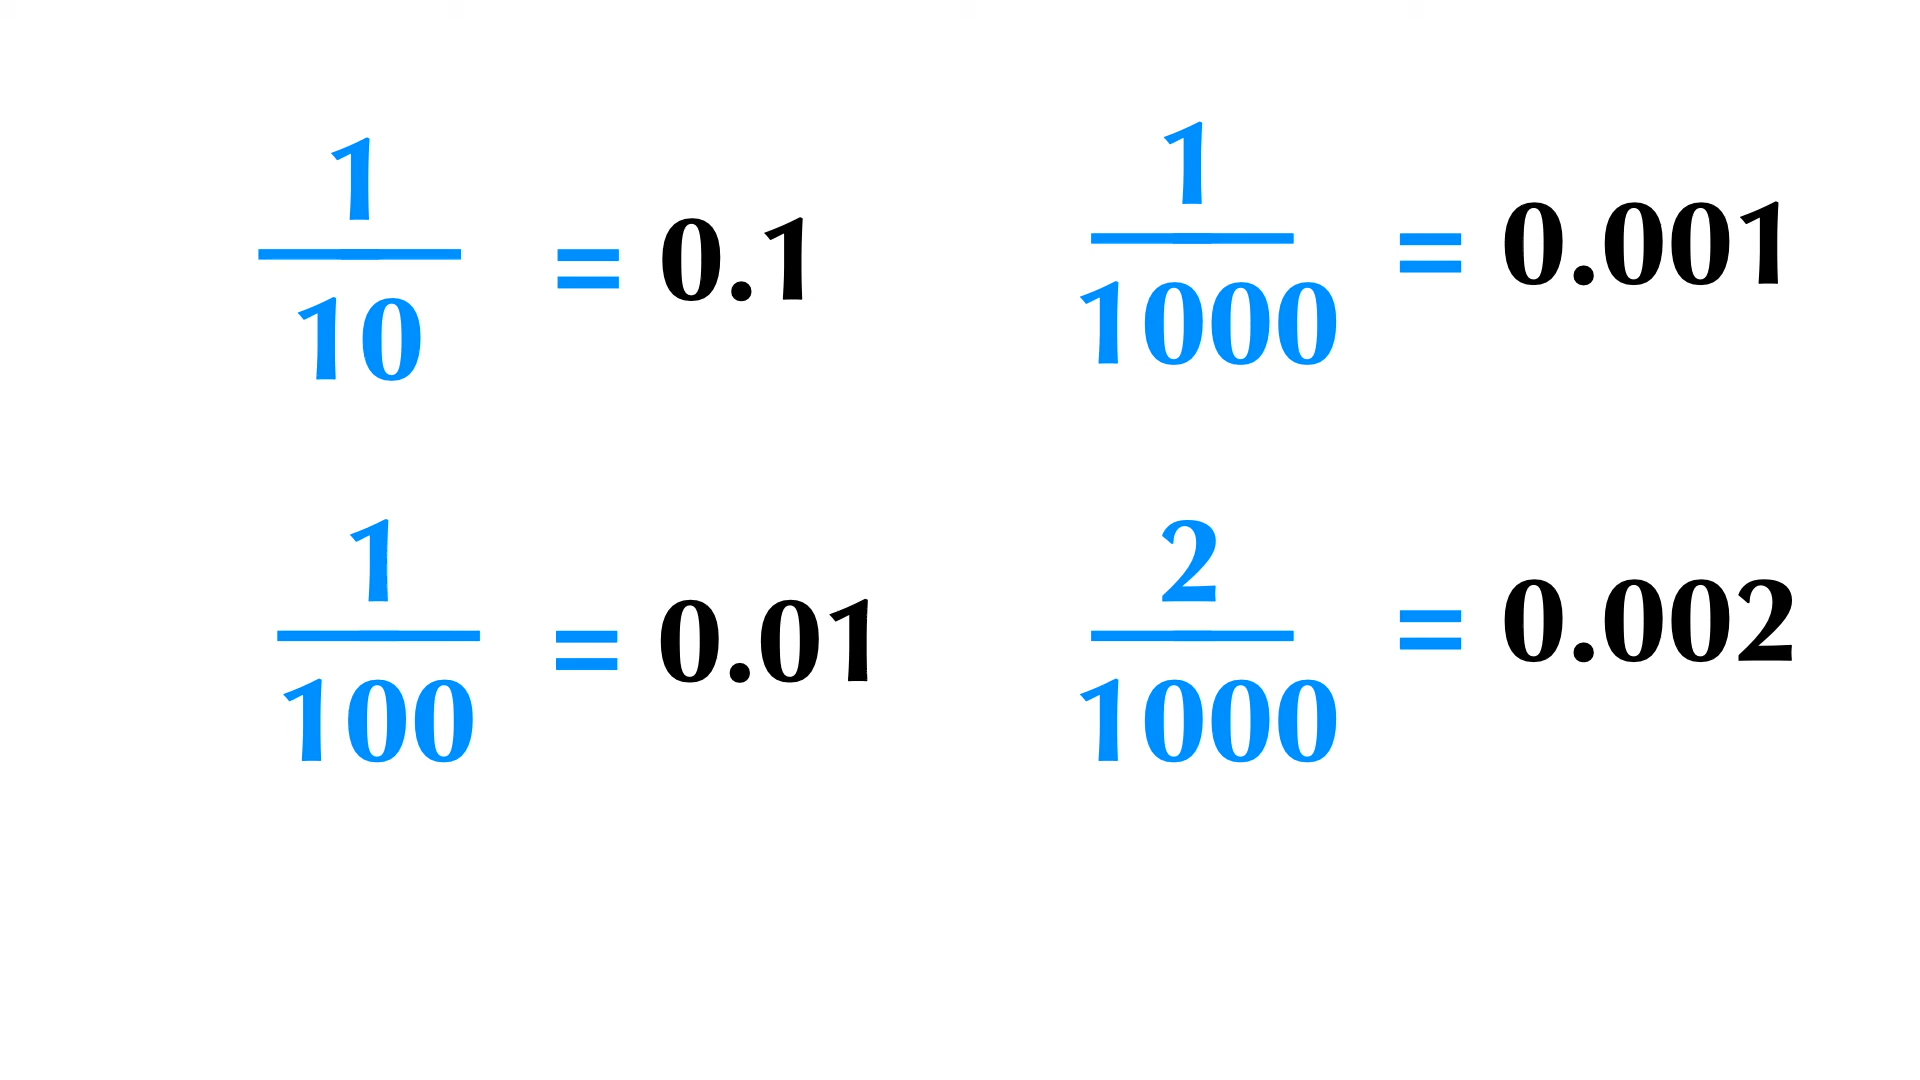 1/10 = 0.1
1/100 = 0.01
1/1000 = 0.001
2/1000 = 0.002